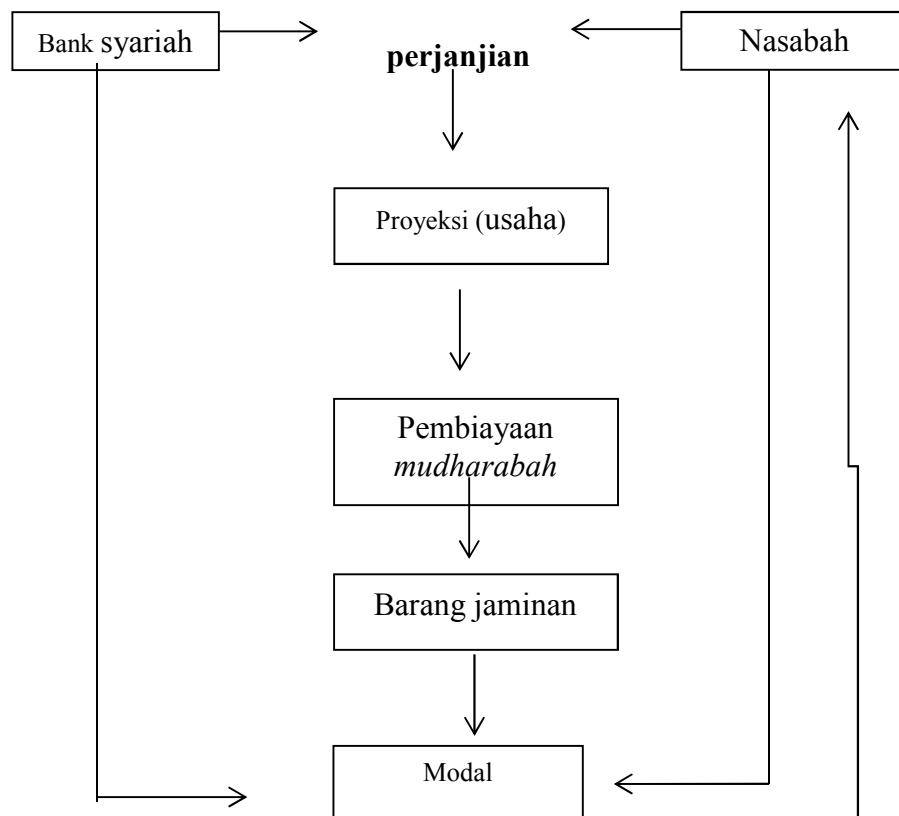 Bank syariah
perjanjian
Nasabah
Proyeksi (usaha)
Pembiayaan
mudharabah
Barang jaminan
Modal